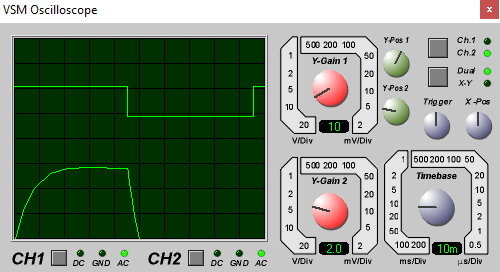 VSM Oscilloscope x
500 200 100
Y-Gain 1
1 50
2 20
5 10
10 5
20 2
10
V/Div mV/Div
Y-Pos 1
Y-Pos 2
Ch.1
Ch.2
Dual
X-Y
Trigger X -Pos
500 200 100
Y-Gain 2
1 50
2 20
5 10
10 5
20 2
2.0
V/Div mV/Div
500 200 100
Timebase
1 50
2 20
5 10
10 5
20 2
50 1
100 200 0.5
10m
ms/Div µs/Div
CH1 DC GND AC CH2 DC GND AC